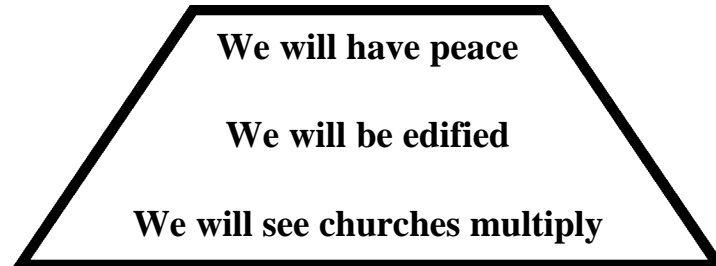 We will have peace
We will be edified
We will see churches multiply